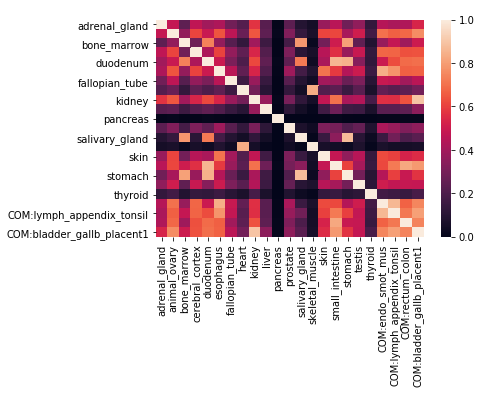 adrenal_gland
bone_marrow
duodenum
fallopian_tube
kidney
pancreas
salivary_gland
skin
stomach
thyroid
COM:lymph_appendix_tonsil
COM:bladder_gallb_placent1
adrenal_gland
animal_ovary
bone_marrow
cerebral_cortex
duodenum
esophagus
fallopian_tube
heart
kidney
liver
pancreas
prostate
salivary_gland
skeletal_muscle
skin
small_intestine
stomach
testis
thyroid
COM:endo_smot_mus
COM:lymph_appendix_tonsil
COM:rectum_colon
COM:bladder_gallb_placent1
1.0
0.8
0.6
0.4
0.2
0.0